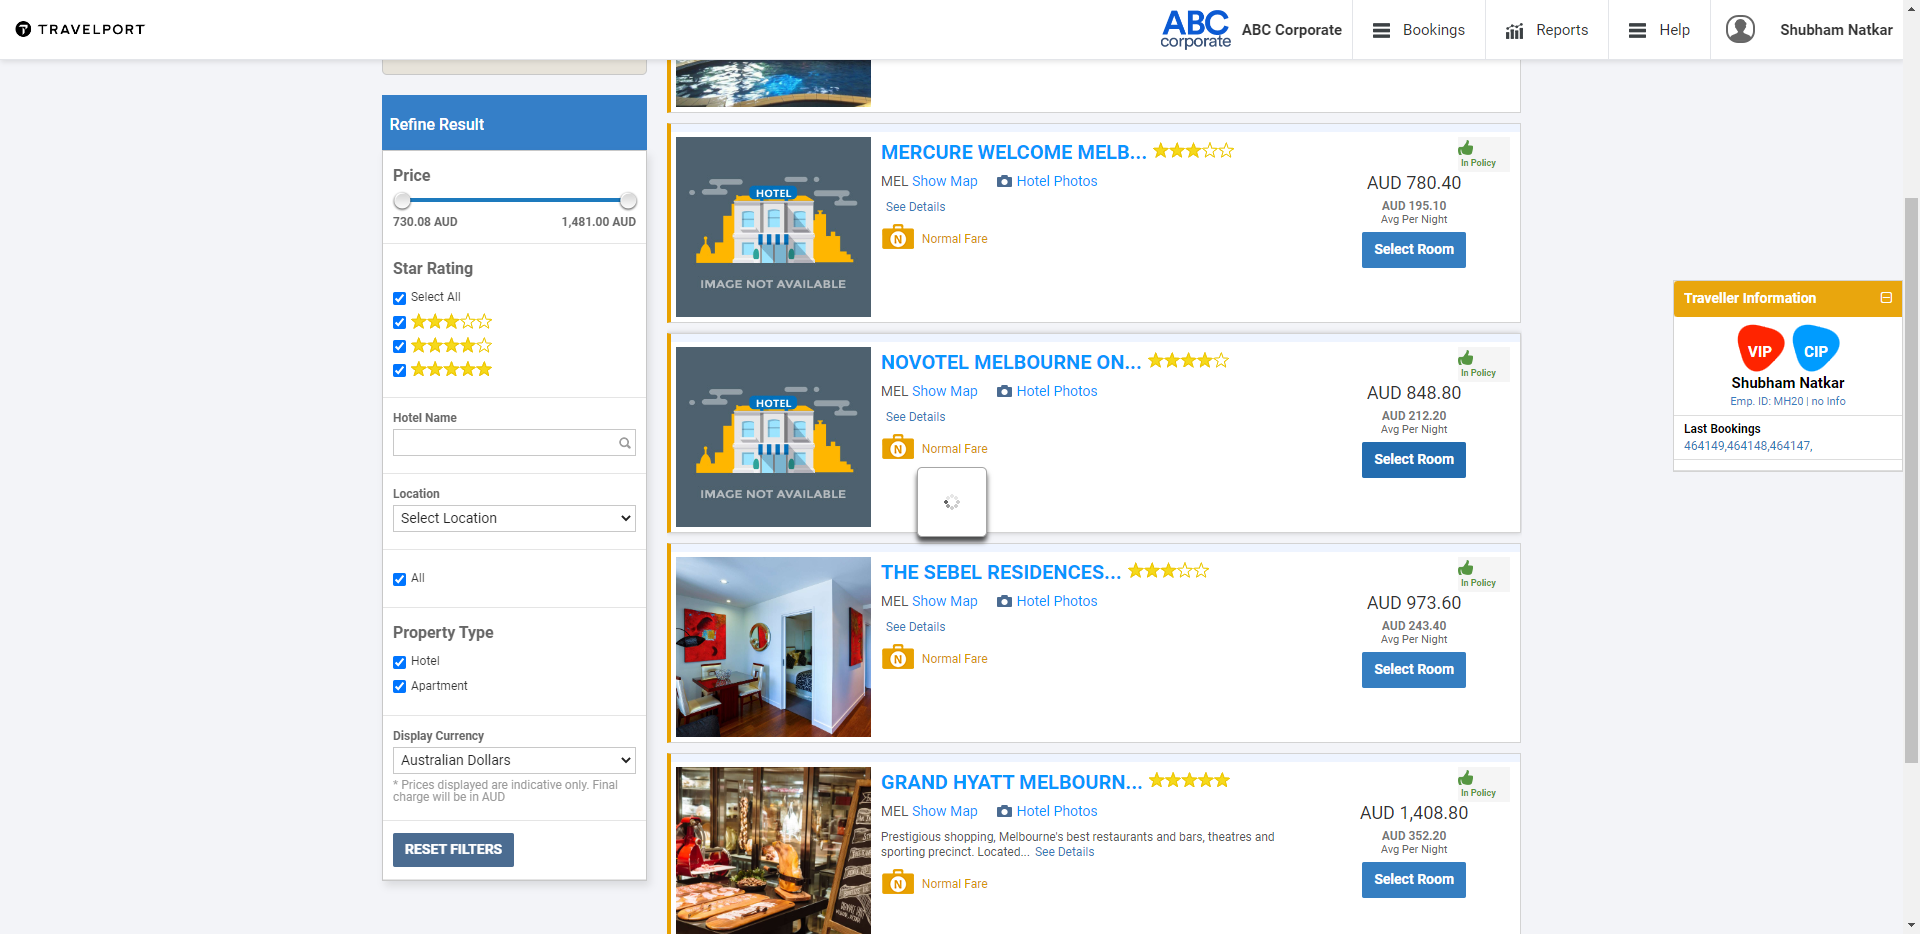 TRAVELPORT
ABC
corporate
ABC Corporate
Bookings
Reports
Help
Shubham Natkar
Refine Result
Price
730.08 AUD 1,481.00 AUD
Star Rating
Select All
Hotel Name
Location
Select Location
All
Property Type
Hotel
Apartment
Display Currency
Australian Dollars
* Prices displayed are indicative only. Final
charge will be in AUD
RESET FILTERS
HOTEL
IMAGE NOT AVAILABLE
MERCURE WELCOME MELB...
MEL Show Map Hotel Photos
See Details
N Normal Fare
In Policy
AUD 780.40
AUD 195.10
Avg Per Night
Select Room
HOTEL
IMAGE NOT AVAILABLE
NOVOTEL MELBOURNE ON...
MEL Show Map Hotel Photos
See Details
N Normal Fare
In Policy
AUD 848.80
AUD 212.20
Avg Per Night
Select Room
THE SEBEL RESIDENCES...
MEL Show Map Hotel Photos
See Details
N Normal Fare
In Policy
AUD 973.60
AUD 243.40
Avg Per Night
Select Room
GRAND HYATT MELBOURN...
MEL Show Map Hotel Photos
Prestigious shopping, Melbourne's best restaurants and bars, theatres and
sporting precinct. Located... See Details
N Normal Fare
In Policy
AUD 1,408.80
AUD 352.20
Avg Per Night
Select Room
Traveller Information
VIP CIP
Shubham Natkar
Emp. ID: MH20 | no Info
Last Bookings
464149,464148,464147,